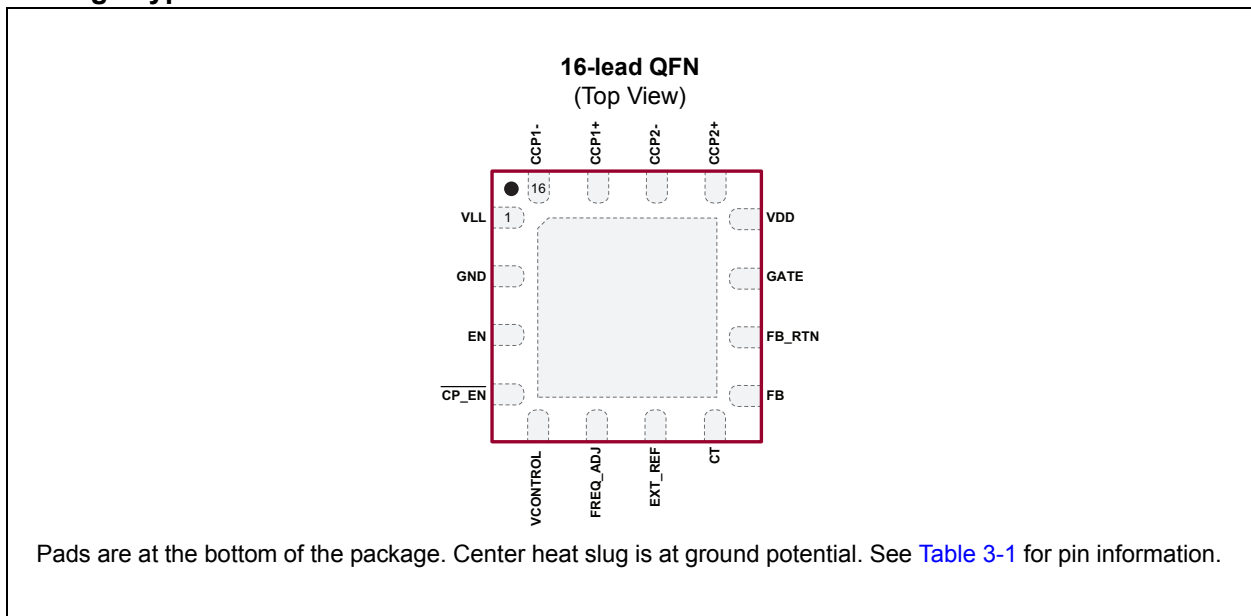 16-lead QFN
(Top View)
CCP1-
CCP1+
CCP2-
CCP2+
16
VLL
1
VDD
GND
GATE
EN
FB_RTN
CP_EN
FB
VCONTROL
FREQ_ADJ
EXT_REF
CT
Pads are at the bottom of the package. Center heat slug is at ground potential. See Table 3-1 for pin information.